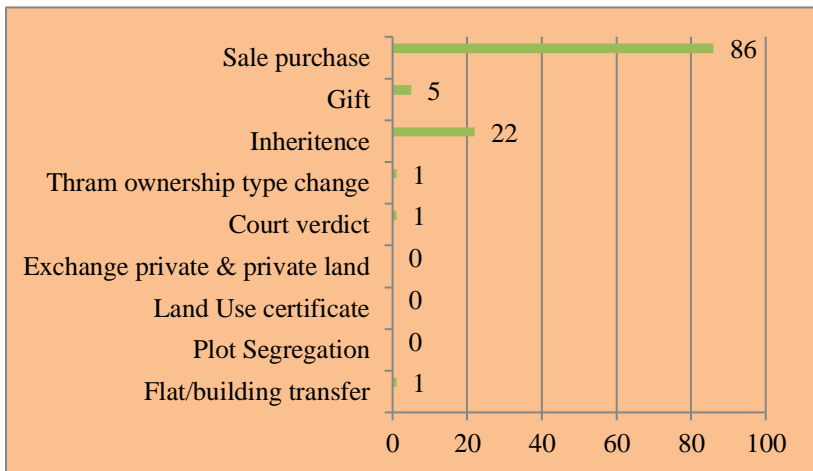 Sale purchase 86
Gift 5
Inheritence 22
Thram ownership type change 1
Court verdict 1
Exchange private & private land 0
Land Use certificate 0
Plot Segregation 0
Flat/building transfer 1
0 20 40 60 80 100